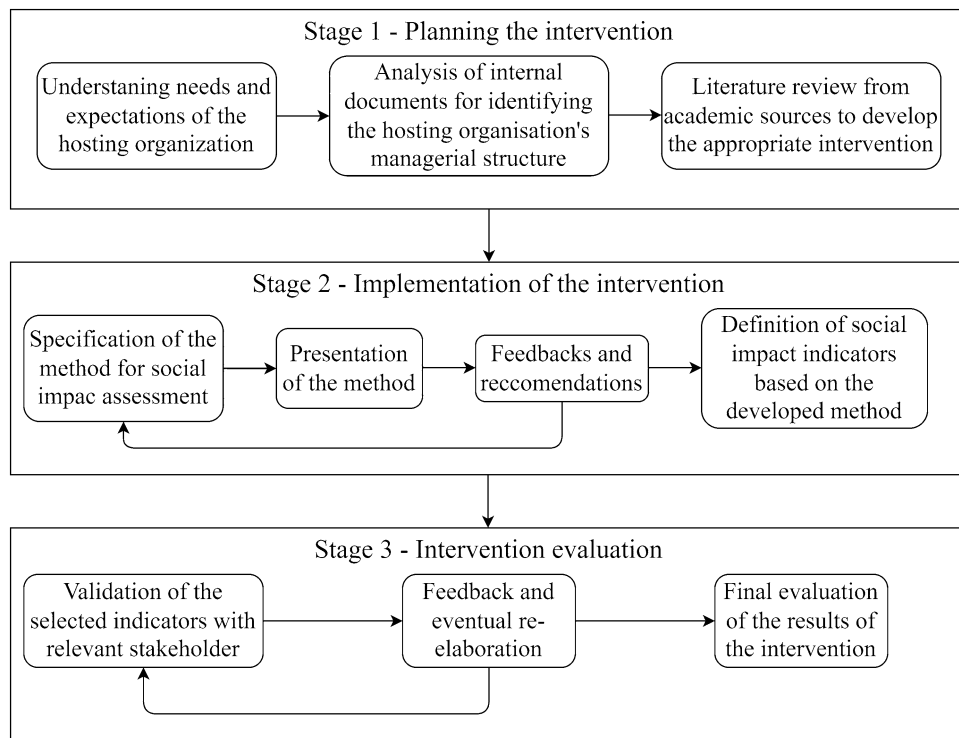 Stage 1 - Planning the intervention
Understaning needs and
expectations of the
hosting organization
Analysis of internal
documents for identifying
the hosting organisation's
managerial structure
Literature review from
academic sources to develop
the appropriate intervention
Stage 2 - Implementation of the intervention
Specification of the
method for social
impac assessment
Presentation
of the method
Feedbacks and
reccomendations
Definition of social
impact indicators
based on the
developed method
Stage 3 - Intervention evaluation
Validation of the
selected indicators with
relevant stakeholder
Feedback and
eventual re-
elaboration
Final evaluation
of the results of
the intervention